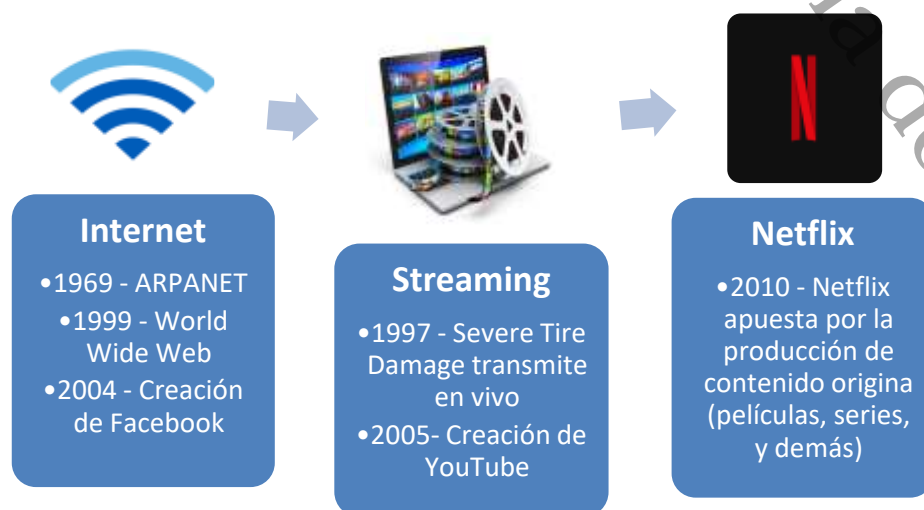 Internet
•1969 - ARPANET
•1999 - World
Wide Web
•2004 - Creación
de Facebook
Streaming
•1997 - Severe Tire
Damage transmite
en vivo
•2005- Creación de
YouTube
N
Netflix
•2010 - Netflix
apuesta por la
producción de
contenido origina
(películas, series,
y demás)